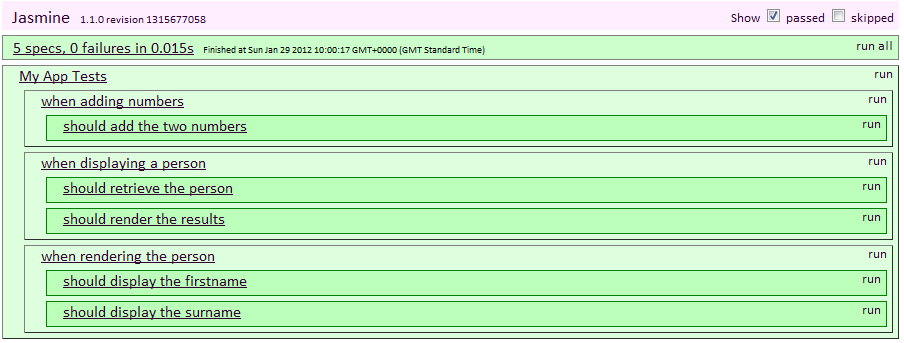 Jasmine 1.1.0 revision 1315677058 Show passed skipped
5 specs, 0 failures in 0.015s Finished at Sun Jan 29 2012 10:00:17 GMT+0000 (GMT Standard Time) run all
My App Tests run
when adding numbers run
should add the two numbers run
when displaying a person run
should retrieve the person run
should render the results run
when rendering the person run
should display the firstname run
should display the surname run